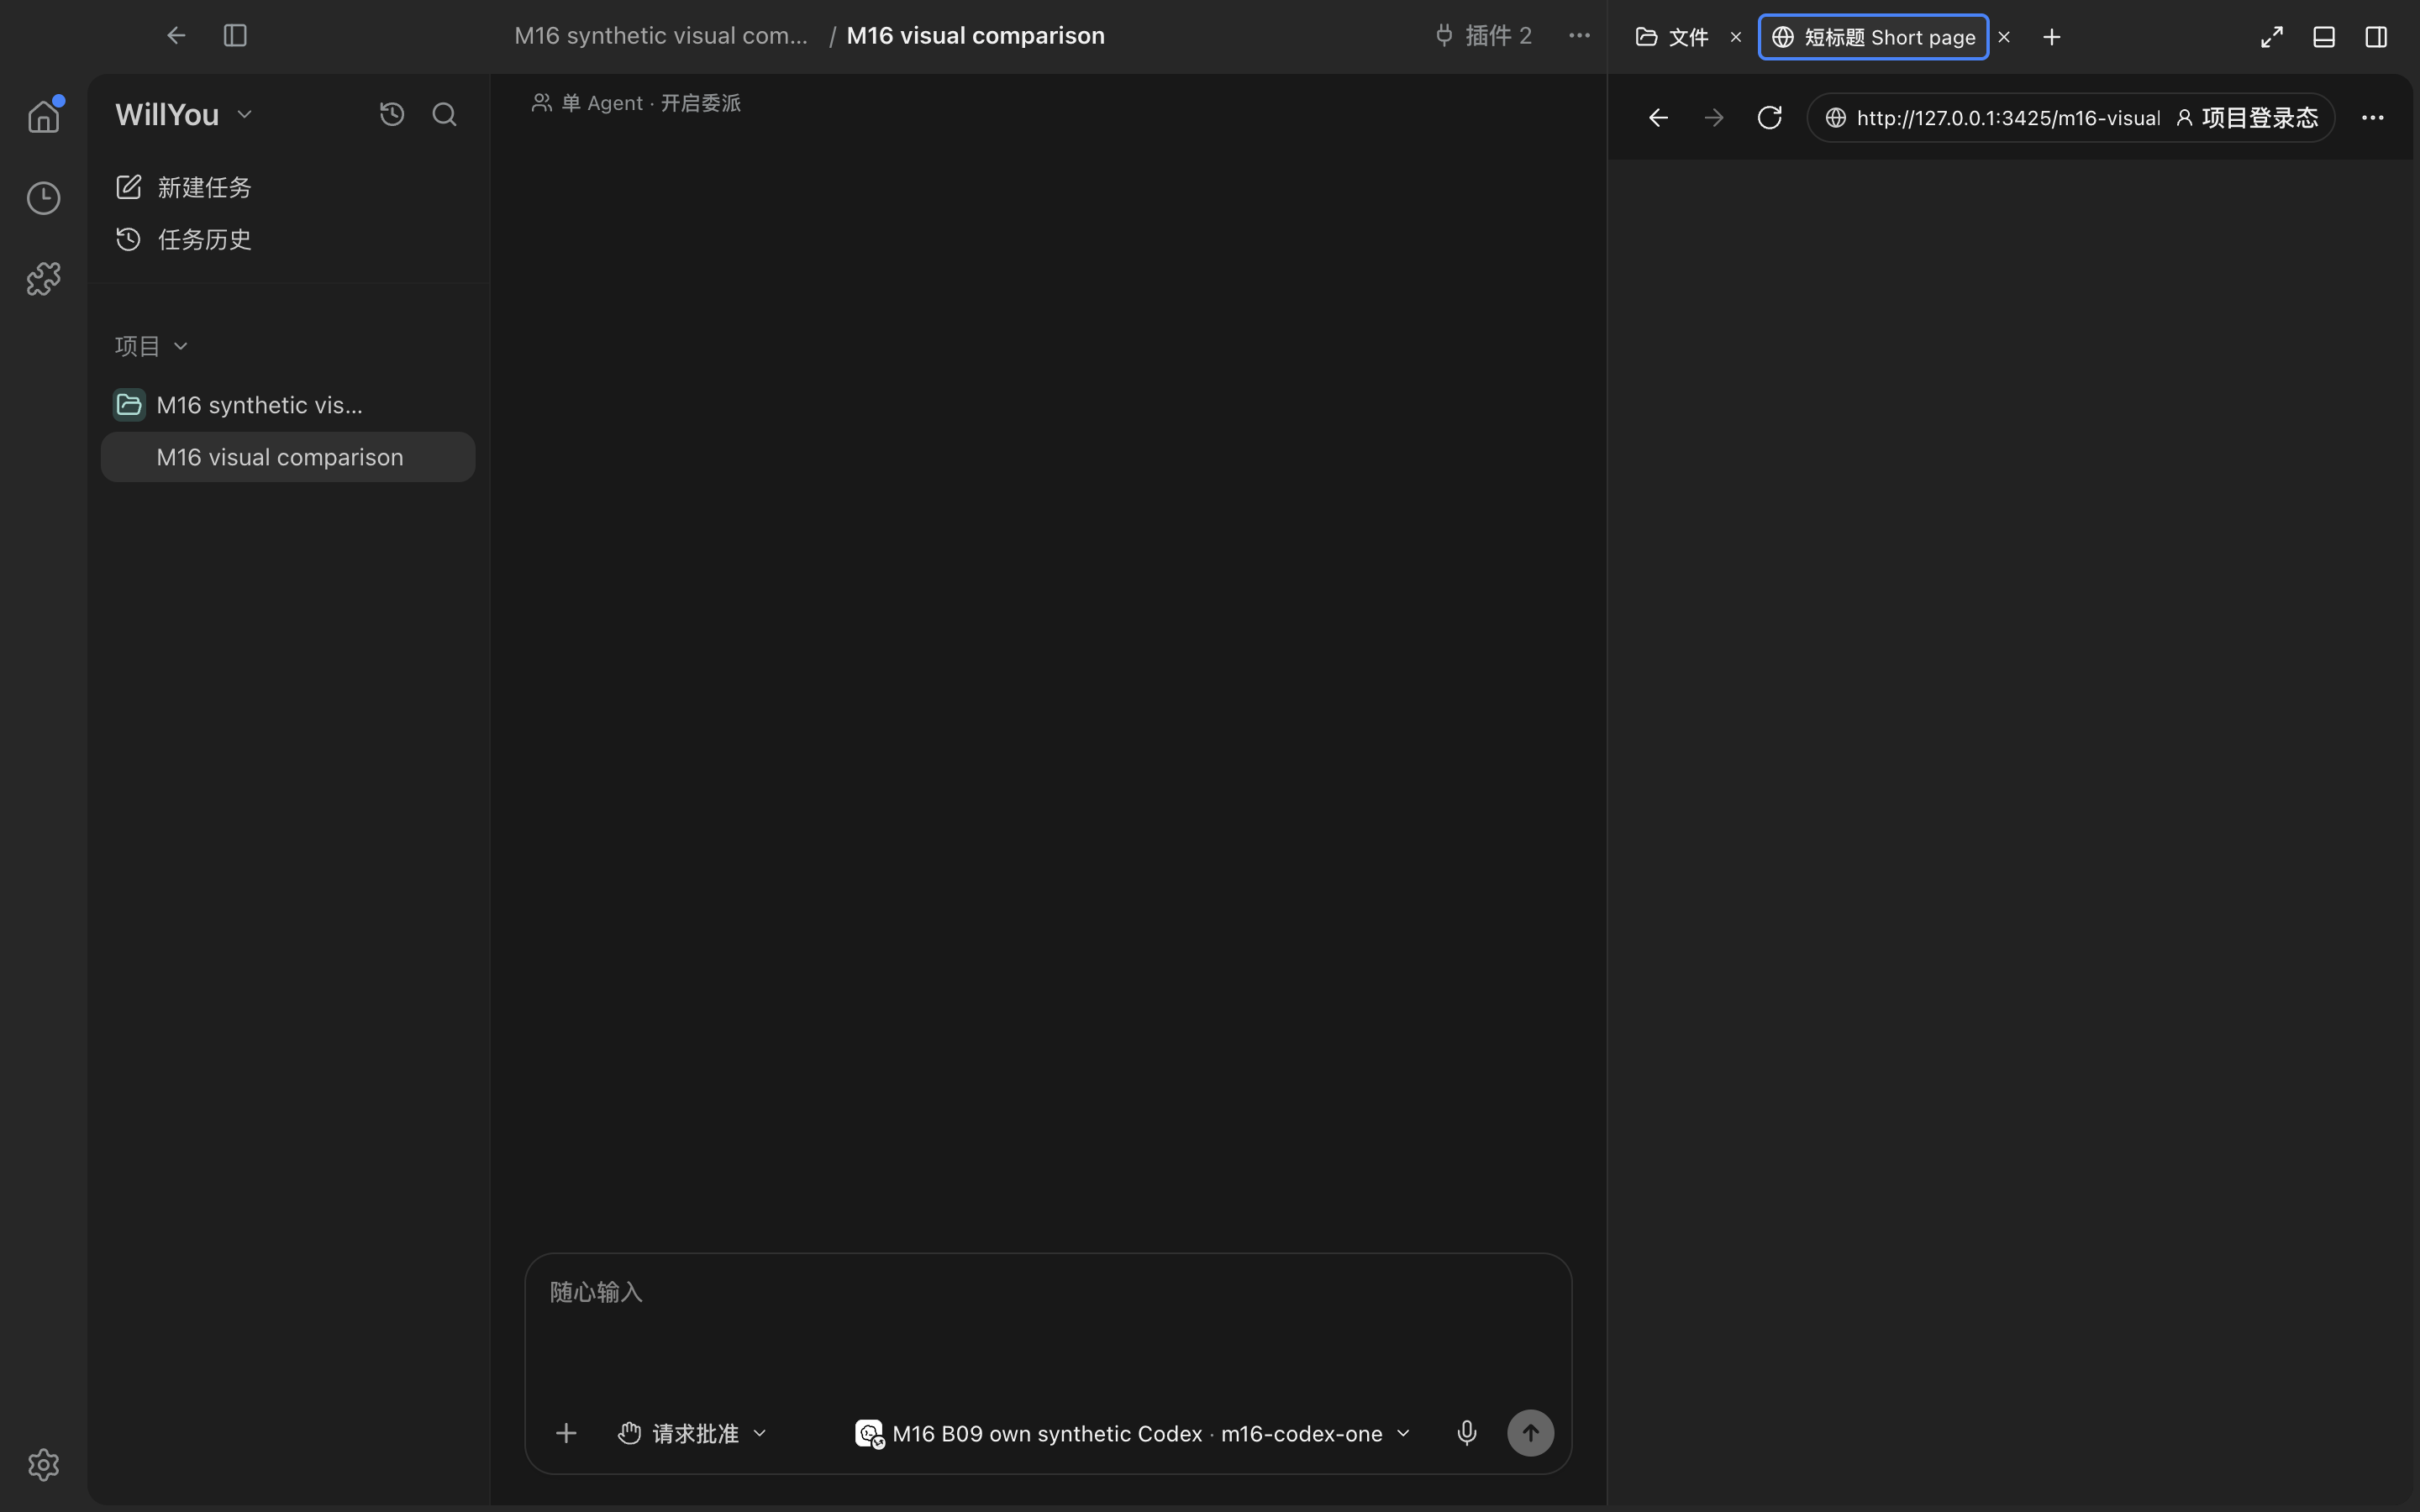 M16 synthetic visual com... / M16 visual comparison
插件 2
文件
短标题 Short page
WillYou
单 Agent · 开启委派
http://127.0.0.1:3425/m16-visual
项目登录态
新建任务
任务历史
项目
M16 synthetic vis...
M16 visual comparison
随心输入
请求批准
M16 B09 own synthetic Codex · m16-codex-one